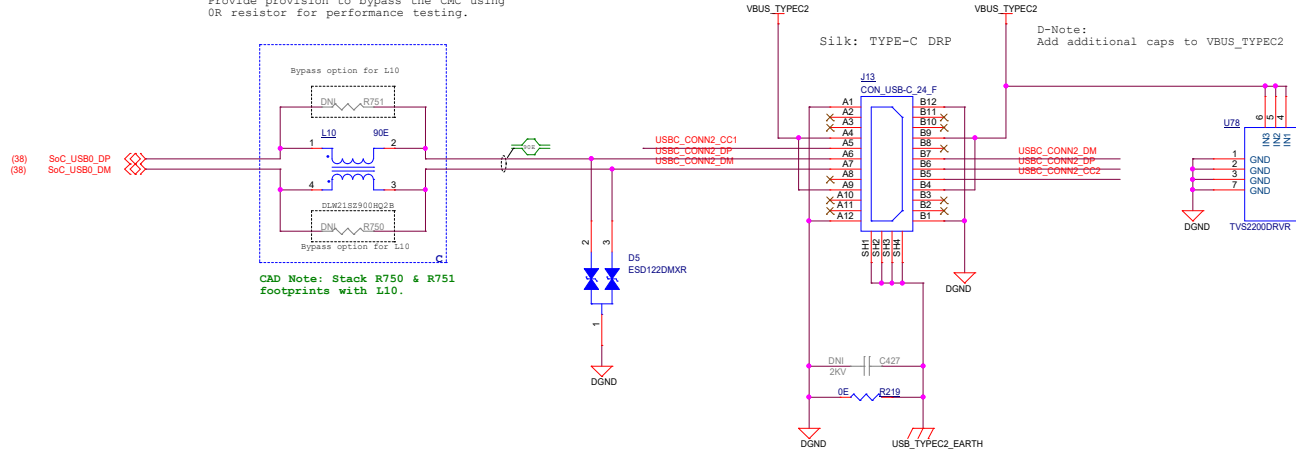 Provide provision to bypass the CMC using
0R resistor for performance testing.
VBUS_TYPEC2
VBUS_TYPEC2
Silk: TYPE-C DRP
D-Note:
Add additional caps to VBUS_TYPEC2
Bypass option for L10
DNI
R751
L10
90E
1
2
4
3
DLW21SZ900HQ2B
DNI
R750
Bypass option for L10
C
CAD Note: Stack R750 & R751
footprints with L10.
(38)
SoC_USB0_DP
(38)
SoC_USB0_DM
90E
USBC_CONN2_CC1
USBC_CONN2_DP
USBC_CONN2_DM
2
3
D5
ESD122DMXR
1
DGND
J13
CON_USB-C_24_F
A1
A2
A3
A4
A5
A6
A7
A8
A9
A10
A11
A12
B12
B11
B10
B9
B8
B7
B6
B5
B4
B3
B2
B1
SH1
SH2
SH3
SH4
USBC_CONN2_DM
USBC_CONN2_DP
USBC_CONN2_CC2
DGND
DNI
C427
2KV
0E
R219
DGND
USB_TYPEC2_EARTH
U78
6
5
4
IN3
IN2
IN1
1
GND
2
GND
3
GND
7
GND
DGND
TVS2200DRVR